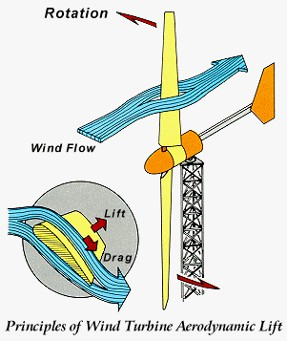 Rotation
Wind Flow
Lift
Drag
Principles of Wind Turbine Aerodynamic Lift